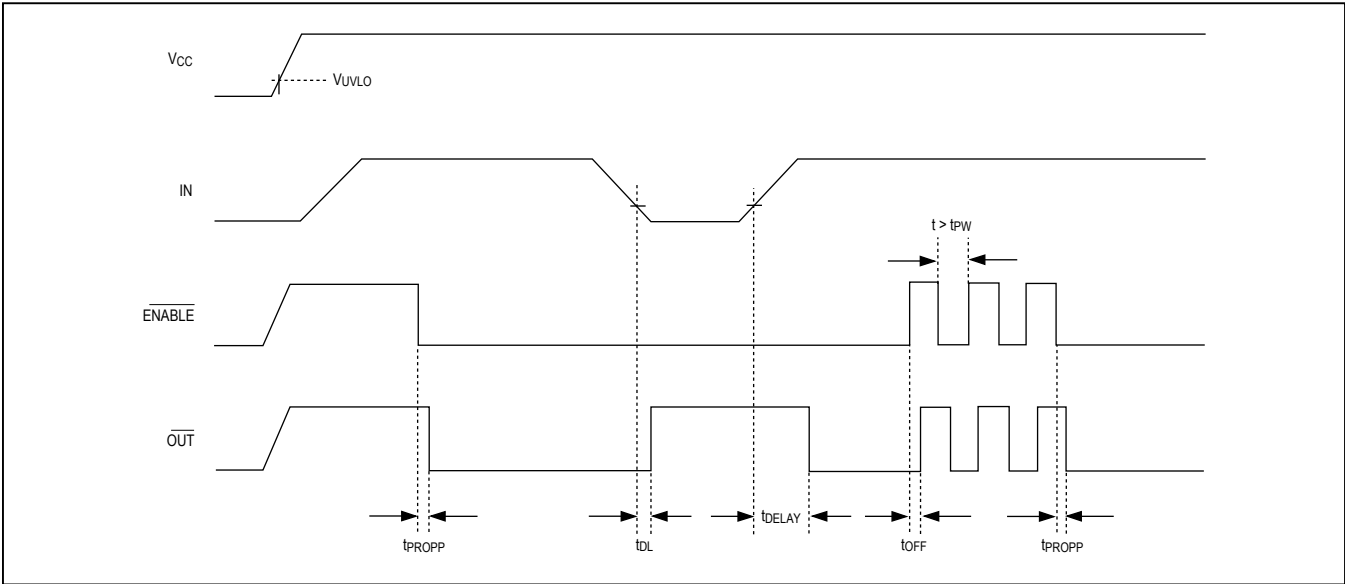 VCC
VUVLO
IN
t > tPW
ENABLE
OUT
tDELAY
tPROPP
tDL
tOFF
tPROPP